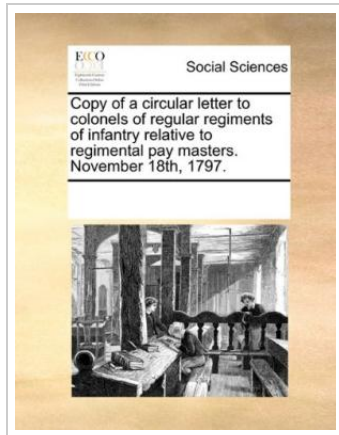 ECCO
Social Sciences
Copy of a circular letter to
colonels of regular regiments
of infantry relative to
regimental pay masters.
November 18th, 1797.